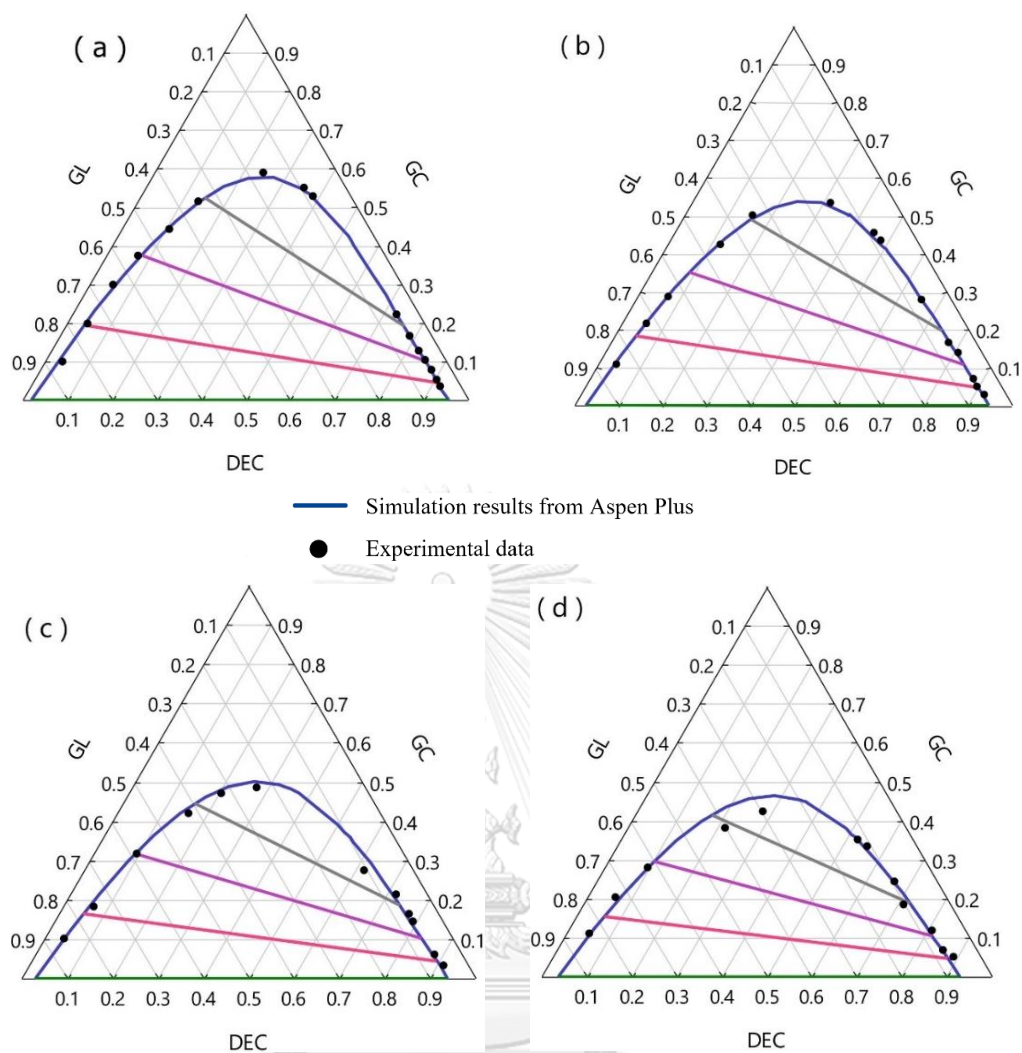 (a)
0.1 0.9
0.2 0.8
0.3 0.7
GL 0.4 0.6 GC
0.5 0.5
0.6 0.4
0.7 0.3
0.8 0.2
0.9 0.1
0.1 0.2 0.3 0.4 0.5 0.6 0.7 0.8 0.9
DEC
(b)
0.1 0.9
0.2 0.8
0.3 0.7
GL 0.4 0.6 GC
0.5 0.5
0.6 0.4
0.7 0.3
0.8 0.2
0.9 0.1
0.1 0.2 0.3 0.4 0.5 0.6 0.7 0.8 0.9
DEC
Simulation results from Aspen Plus
Experimental data
(c)
0.1 0.9
0.2 0.8
0.3 0.7
GL 0.4 GC
0.5 0.5
0.6 0.4
0.7 0.3
0.8 0.2
0.9 0.1
0.1 0.2 0.3 0.4 0.5 0.6 0.7 0.8 0.9
DEC
(d)
0.1 0.9
0.2 0.8
0.3 0.7
GL 0.4 GC
0.5 0.5
0.6 0.4
0.7 0.3
0.8 0.2
0.9 0.1
0.1 0.2 0.3 0.4 0.5 0.6 0.7 0.8 0.9
DEC